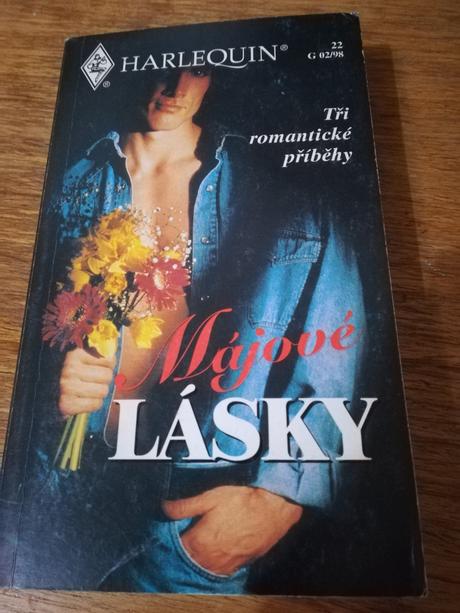 HARLEQUIN®
22
G 02/98
Tři
romantické
příběhy
Májové
LÁSKY